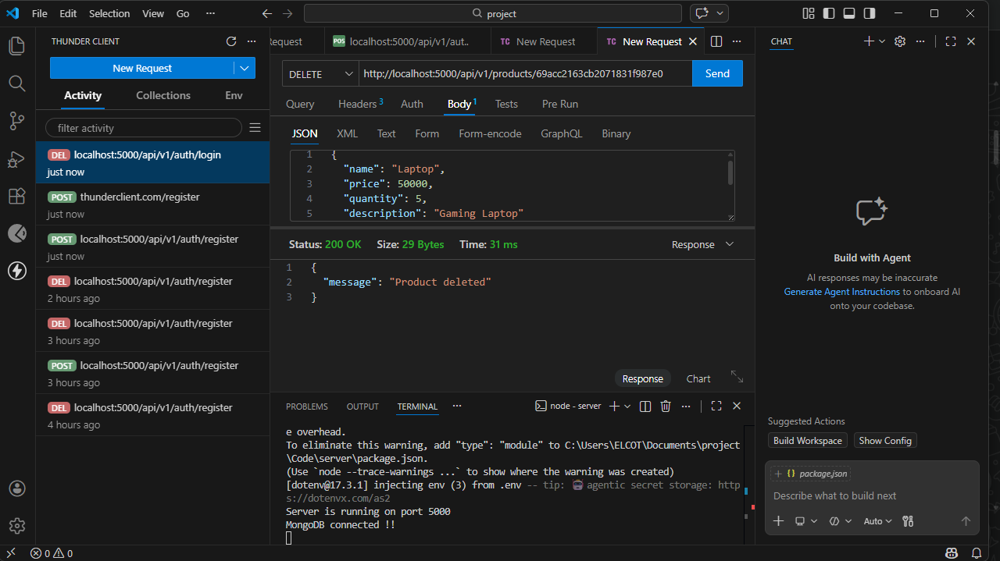 File Edit Selection View Go ··· project
THUNDER CLIENT
New Request
Activity Collections Env
filter activity
DEL localhost:5000/api/v1/auth/login
just now
POST thunderclient.com/register
just now
POST localhost:5000/api/v1/auth/register
just now
DEL localhost:5000/api/v1/auth/register
2 hours ago
DEL localhost:5000/api/v1/auth/register
3 hours ago
POST localhost:5000/api/v1/auth/register
3 hours ago
DEL localhost:5000/api/v1/auth/register
4 hours ago
Request POS localhost:5000/api/v1/aut.. TC New Request TC New Request
DELETE http://localhost:5000/api/v1/products/69acc2163cb2071831f987e0 Send
Query Headers 3 Auth Body 1 Tests Pre Run
JSON XML Text Form Form-encode GraphQL Binary
1 {
2 "name": "Laptop",
3 "price": 50000,
4 "quantity": 5,
5 "description": "Gaming Laptop"
Status: 200 OK Size: 29 Bytes Time: 31 ms Response
1 {
2 "message": "Product deleted"
3 }
Response Chart
PROBLEMS OUTPUT TERMINAL ··· node - server
e overhead.
To eliminate this warning, add "type": "module" to C:\Users\ELCOT\Documents\project
\Code\server\package.json.
(Use `node --trace-warnings ...` to show where the warning was created)
[dotenv@17.3.1] injecting env (3) from .env -- tip: 🤖 agentic secret storage: http
s://dotenvx.com/as2
Server is running on port 5000
MongoDB connected !!
CHAT
Build with Agent
AI responses may be inaccurate
Generate Agent Instructions to onboard AI
onto your codebase.
Suggested Actions
Build Workspace Show Config
+ {} package.json
Describe what to build next
Auto
0 0